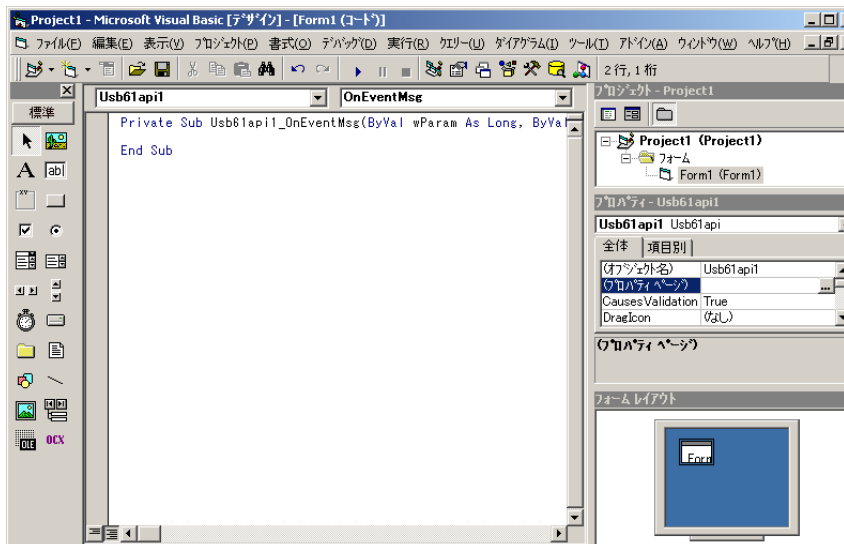 Project1 - Microsoft Visual Basic [ﾃﾞｻﾞｲﾝ] - [Form1 (ｺｰﾄﾞ)]
ﾌｧｲﾙ(F) 編集(E) 表示(V) ﾌﾟﾛｼﾞｪｸﾄ(P) 書式(O) ﾃﾞﾊﾞｯｸﾞ(D) 実行(R) ｸｴﾘｰ(U) ﾀﾞｲｱｸﾞﾗﾑ(I) ﾂｰﾙ(T) ｱﾄﾞｲﾝ(A) ｳｨﾝﾄﾞｳ(W) ﾍﾙﾌﾟ(H)
2 行, 1 桁
標準
A
ab
XY
OLE
OCX
Usb61api1
OnEventMsg
Private Sub Usb61api1_OnEventMsg(ByVal wParam As Long, ByVal
End Sub
ﾌﾟﾛｼﾞｪｸﾄ - Project1
Project1 (Project1)
ﾌｫｰﾑ
Form1 (Form1)
ﾌﾟﾛﾊﾟﾃｨ - Usb61api1
Usb61api1 Usb61api
全体
項目別
(ｵﾌﾞｼﾞｪｸﾄ名) Usb61api1
(ﾌﾟﾛﾊﾟﾃｨ ﾍﾟｰｼﾞ) ...
CausesValidation True
DragIcon (なし)
(ﾌﾟﾛﾊﾟﾃｨ ﾍﾟｰｼﾞ)
ﾌｫｰﾑ ﾚｲｱｳﾄ
Form